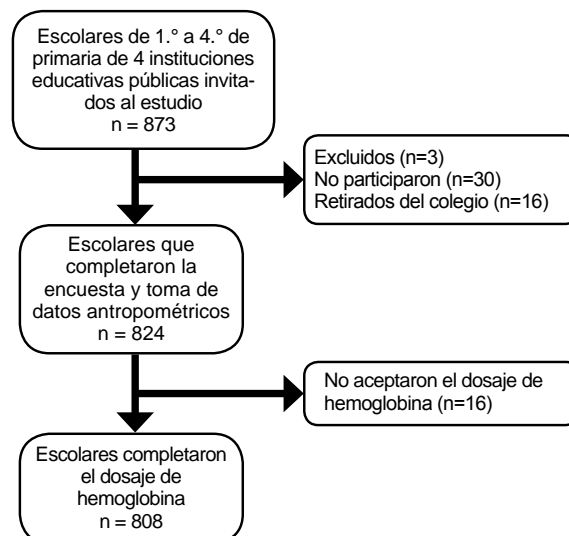 Escolares de 1.° a 4.° de
primaria de 4 instituciones
educativas públicas invita-
dos al estudio
n = 873
Excluidos (n=3)
No participaron (n=30)
Retirados del colegio (n=16)
Escolares que
completaron la
encuesta y toma de
datos antropométricos
n = 824
No aceptaron el dosaje de
hemoglobina (n=16)
Escolares completaron
el dosaje de
hemoglobina
n = 808